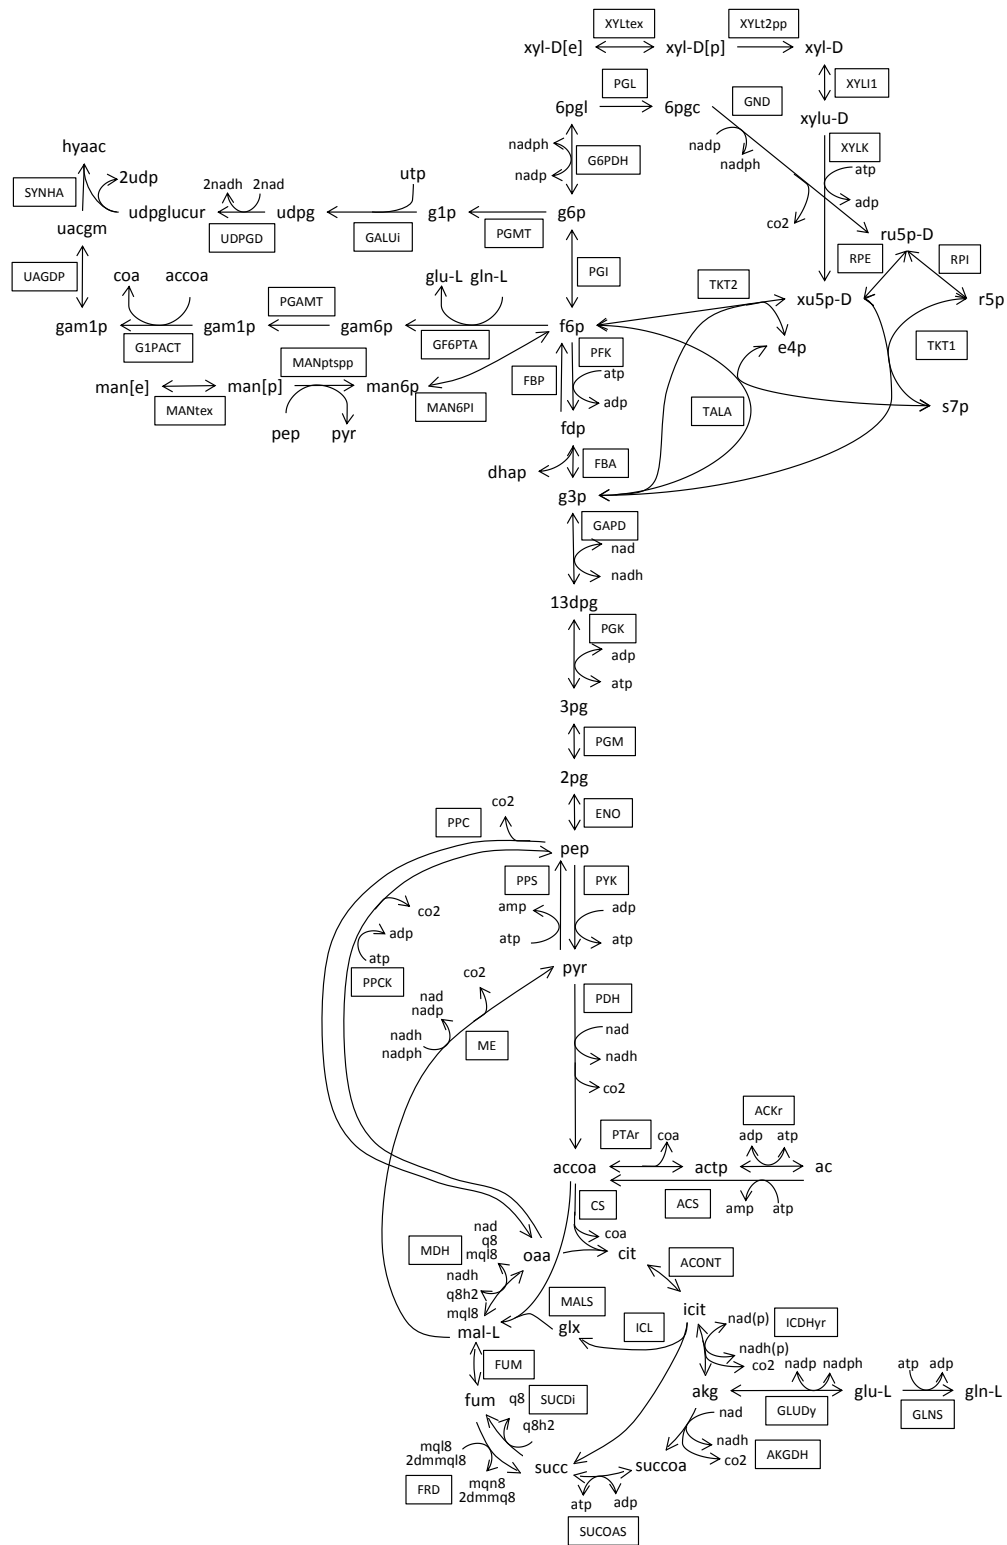 XYLtex XYLt2pp
xyl-D[e] xyl-D[p] xyl-D
PGL XYLI1
6pgl 6pgc GND xylu-D
nadph nadp G6PDH
nadp nadph XYLK
atp
adp
co2
hyaac
SYNHA 2udp 2nadh 2nad utp
udpglucur udpg g1p g6p
UDPGD GALUi PGMT
uacgm
ru5p-D
RPE RPI
UAGDP coa accoa PGAMT glu-L gln-L PGI TKT2 xu5p-D r5p
gam1p gam1p gam6p f6p
G1PACT GF6PTA e4p TKT1
MANptspp PFK
man[e] man[p] man6p FBP atp
MANtex MAN6PI adp TALA s7p
pep pyr
fdp
dhap FBA
g3p
GAPD
nad
nadh
13dpg
PGK
adp
atp
3pg
PGM
2pg
ENO
PPC co2
pep
PPS PYK
amp adp
co2
adp
atp atp atp
PPCK
pyr
co2
nad
nadp PDH
nadh
nadph ME nad
nadh
co2
ACKr
PTAr coa adp atp
accoa actp ac
CS ACS amp atp
coa
nad
q8
MDH mql8 oaa cit ACONT
nadh
q8h2
mql8 MALS icit
mal-L glx ICL nad(p) ICDHyr
nadh(p)
co2
FUM nadp nadph atp adp
fum q8 SUCDi akg glu-L gln-L
q8h2 GLUDy GLNS
nad
mql8 nadh
2dmmql8 succ succoa co2 AKGDH
FRD mqn8
2dmmq8 atp adp
SUCOAS